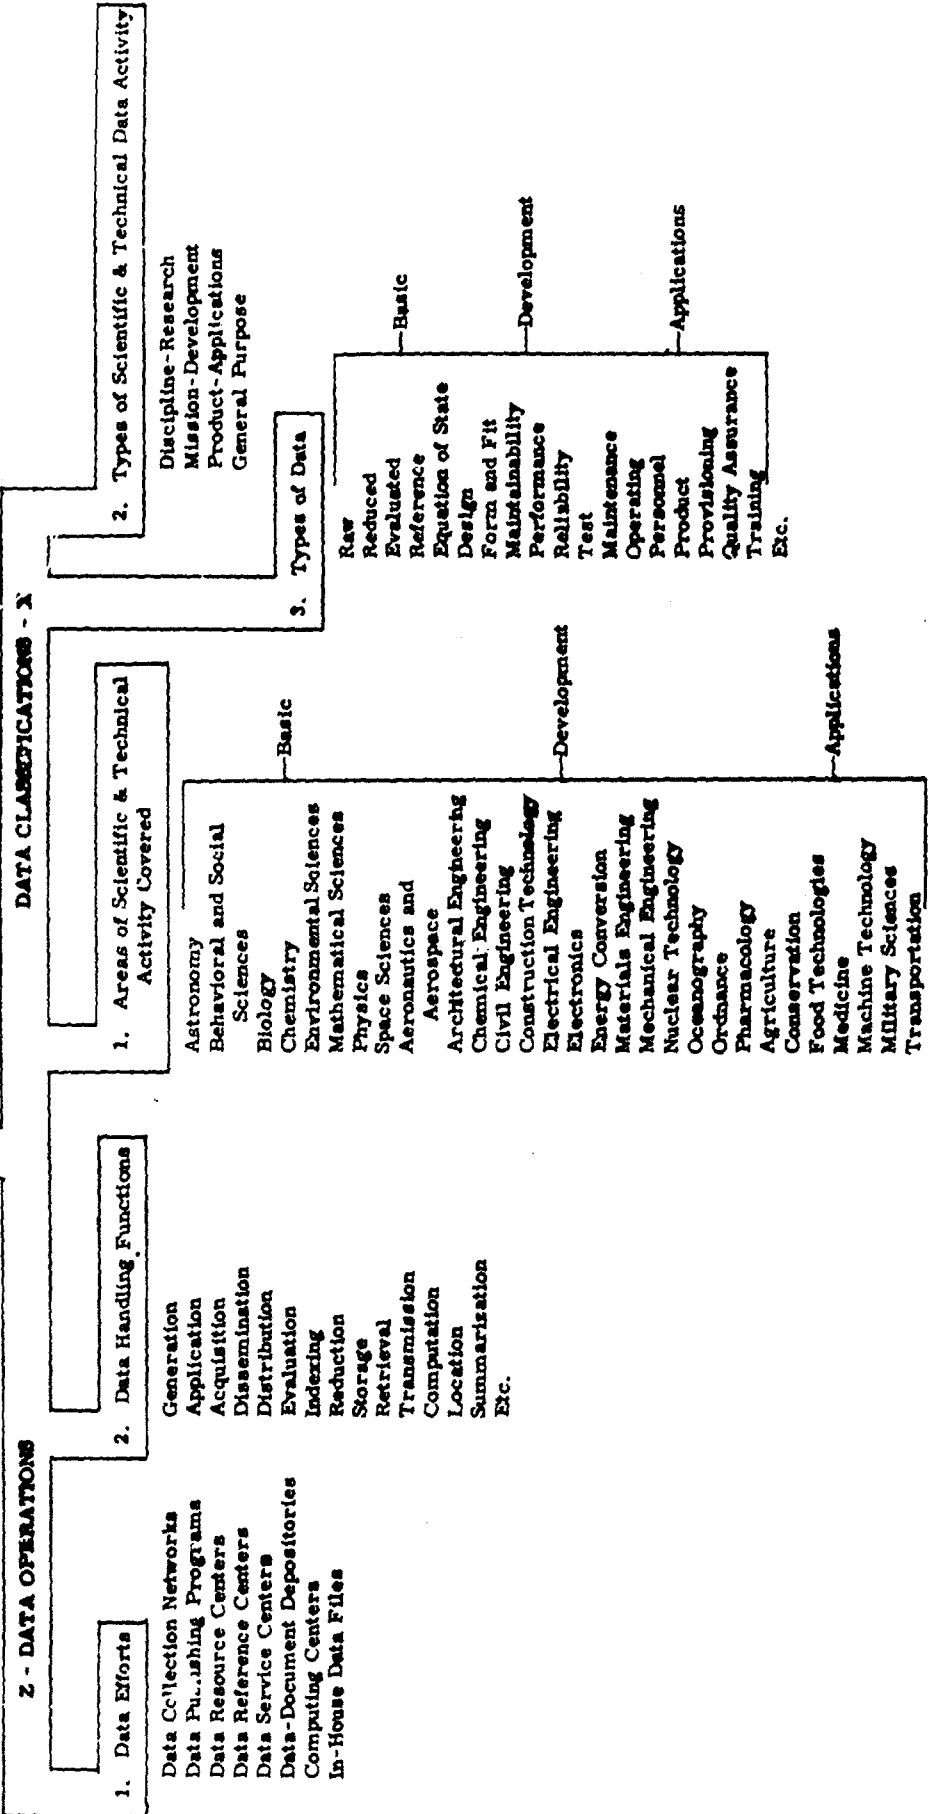 Z - DATA OPERATIONS
1. Data Efforts
Data Collection Networks
Data Programs
Data Resource Centers
Data Reference Centers
Data Service Centers
Data-Document Depositories
Computing Centers
In-House Data Files
2. Data Handling Functions
Generation
Application
Acquisition
Dissemination
Distribution
Evaluation
Indexing
Reduction
Storage
Retrieval
Transmission
Computation
Location
Summarization
Etc.
DATA CLASSIFICATIONS - X
1. Areas of Scientific & Technical
Activity Covered
Astronomy
Behavioral and Social
Sciences
Biology
Chemistry
Environmental Sciences
Mathematical Sciences
Physics
Space Sciences
Aeronautics and
Aerospace
Architectural Engineering
Chemical Engineering
Civil Engineering
Construction Technology
Electrical Engineering
Electronics
Energy Conversion
Materials Engineering
Mechanical Engineering
Nuclear Technology
Oceanography
Ordnance
Pharmacology
Agriculture
Conservation
Food Technologies
Medicine
Machine Technology
Military Sciences
Transportation
Basic
Development
Applications
2. Types of Scientific & Technical Data Activity
Discipline-Research
Mission-Development
Product-Applications
General Purpose
3. Types of Data
Raw
Reduced
Evaluated
Reference
Equation of State
Design
Form and Fit
Maintainability
Performance
Reliability
Test
Maintenance
Operating
Personnel
Product
Provisioning
Quality Assurance
Training
Etc.
Basic
Development
Applications